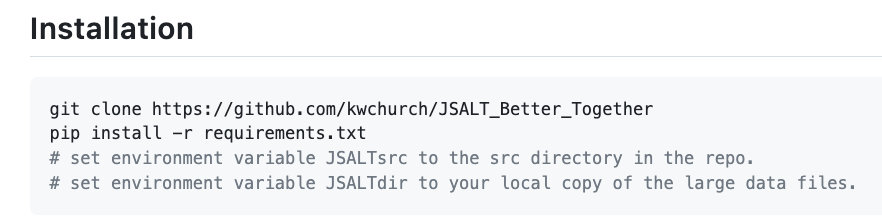 Installation
git clone https://github.com/kwchurch/JSALT_Better_Together
pip install -r requirements.txt
# set environment variable JSALTsrc to the src directory in the repo.
# set environment variable JSALTdir to your local copy of the large data files.